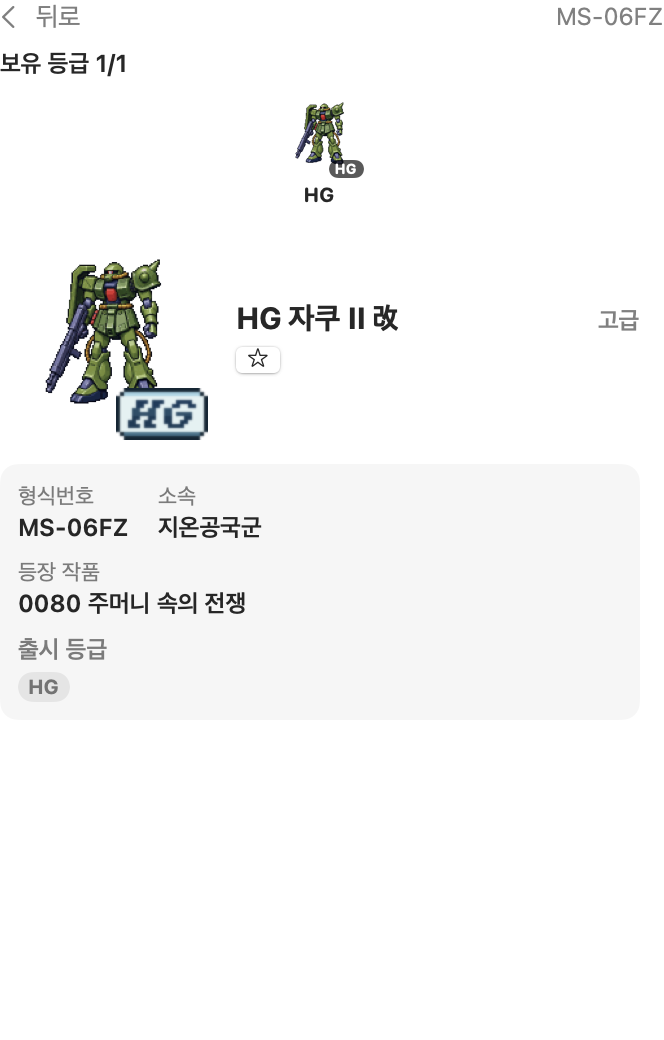 뒤로
MS-06FZ
보유 등급 1/1
HG
HG
HG 자쿠 II 改
고급
HG
형식번호 소속
MS-06FZ 지온공국군
등장 작품
0080 주머니 속의 전쟁
출시 등급
HG